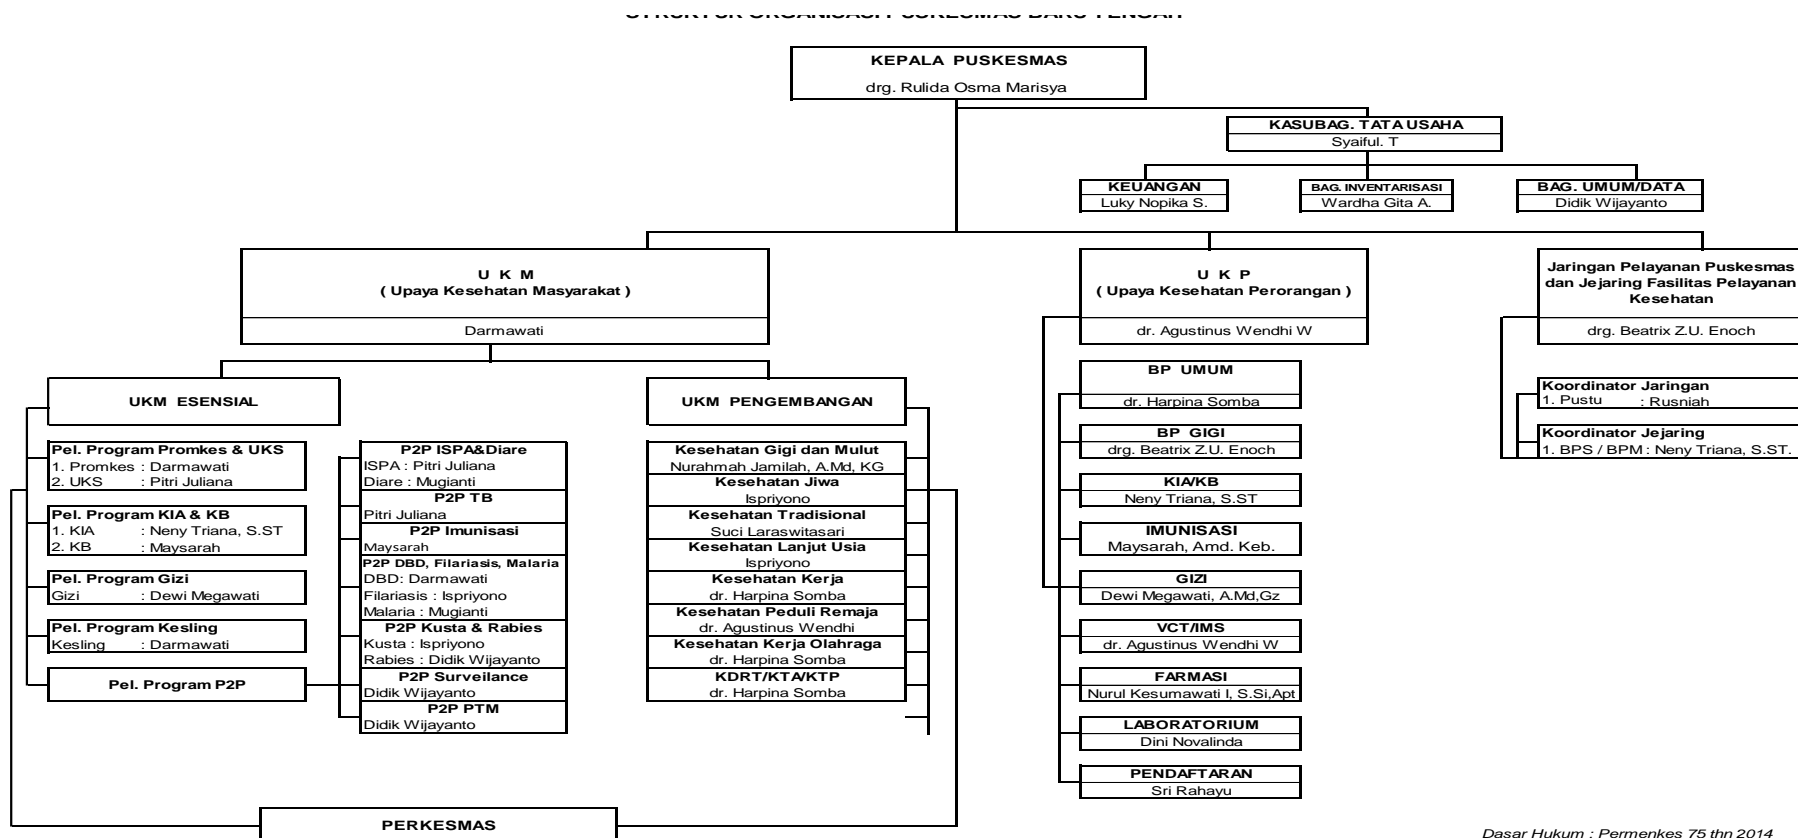 STRUKTUR ORGANISASI PUSKESMAS BARU TENGAH
KEPALA PUSKESMAS
drg. Rulida Osma Marisya
KASUBAG. TATA USAHA
Syaiful. T
KEUANGAN
Luky Nopika S.
BAG. INVENTARISASI
Wardha Gita A.
BAG. UMUM/DATA
Didik Wijayanto
U K M
( Upaya Kesehatan Masyarakat )
Darmawati
U K P
( Upaya Kesehatan Perorangan )
dr. Agustinus Wendhi W
Jaringan Pelayanan Puskesmas
dan Jejaring Fasilitas Pelayanan
Kesehatan
drg. Beatrix Z.U. Enoch
UKM ESENSIAL
Pel. Program Promkes & UKS
1. Promkes : Darmawati
2. UKS : Pitri Juliana
Pel. Program KIA & KB
1. KIA : Neny Triana, S.ST
2. KB : Maysarah
Pel. Program Gizi
Gizi : Dewi Megawati
Pel. Program Kesling
Kesling : Darmawati
Pel. Program P2P
P2P ISPA&Diare
ISPA : Pitri Juliana
Diare : Mugianti
P2P TB
Pitri Juliana
P2P Imunisasi
Maysarah
P2P DBD, Filariasis, Malaria
DBD: Darmawati
Filariasis : Ispriyono
Malaria : Mugianti
P2P Kusta & Rabies
Kusta : Ispriyono
Rabies : Didik Wijayanto
P2P Surveilance
Didik Wijayanto
P2P PTM
Didik Wijayanto
UKM PENGEMBANGAN
Kesehatan Gigi dan Mulut
Nurahmah Jamilah, A.Md, KG
Kesehatan Jiwa
Ispriyono
Kesehatan Tradisional
Suci Laraswitasari
Kesehatan Lanjut Usia
Ispriyono
Kesehatan Kerja
dr. Harpina Somba
Kesehatan Peduli Remaja
dr. Agustinus Wendhi
Kesehatan Kerja Olahraga
dr. Harpina Somba
KDRT/KTA/KTP
dr. Harpina Somba
BP UMUM
dr. Harpina Somba
BP GIGI
drg. Beatrix Z.U. Enoch
KIA/KB
Neny Triana, S.ST
IMUNISASI
Maysarah, Amd. Keb.
GIZI
Dewi Megawati, A.Md,Gz
VCT/IMS
dr. Agustinus Wendhi W
FARMASI
Nurul Kesumawati I, S.Si,Apt
LABORATORIUM
Dini Novalinda
PENDAFTARAN
Sri Rahayu
Koordinator Jaringan
1. Pustu : Rusniah
Koordinator Jejaring
1. BPS / BPM : Neny Triana, S.ST.
PERKESMAS
Dasar Hukum : Permenkes 75 thn 2014